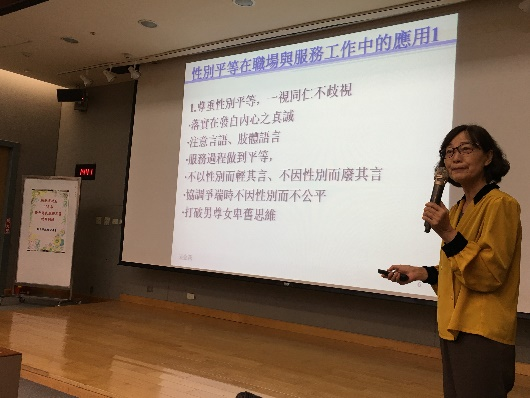 性別平等在職場與服務工作中的應用1
1.尊重性別平等，一視同仁不歧視
·落實在發自內心之真誠
·注意言語、肢體語言
·服務過程做到平等，
·不以性別而輕其言、不因性別而廢其言
·協調爭端時不因性別而不公平
·打破男尊女卑舊思維